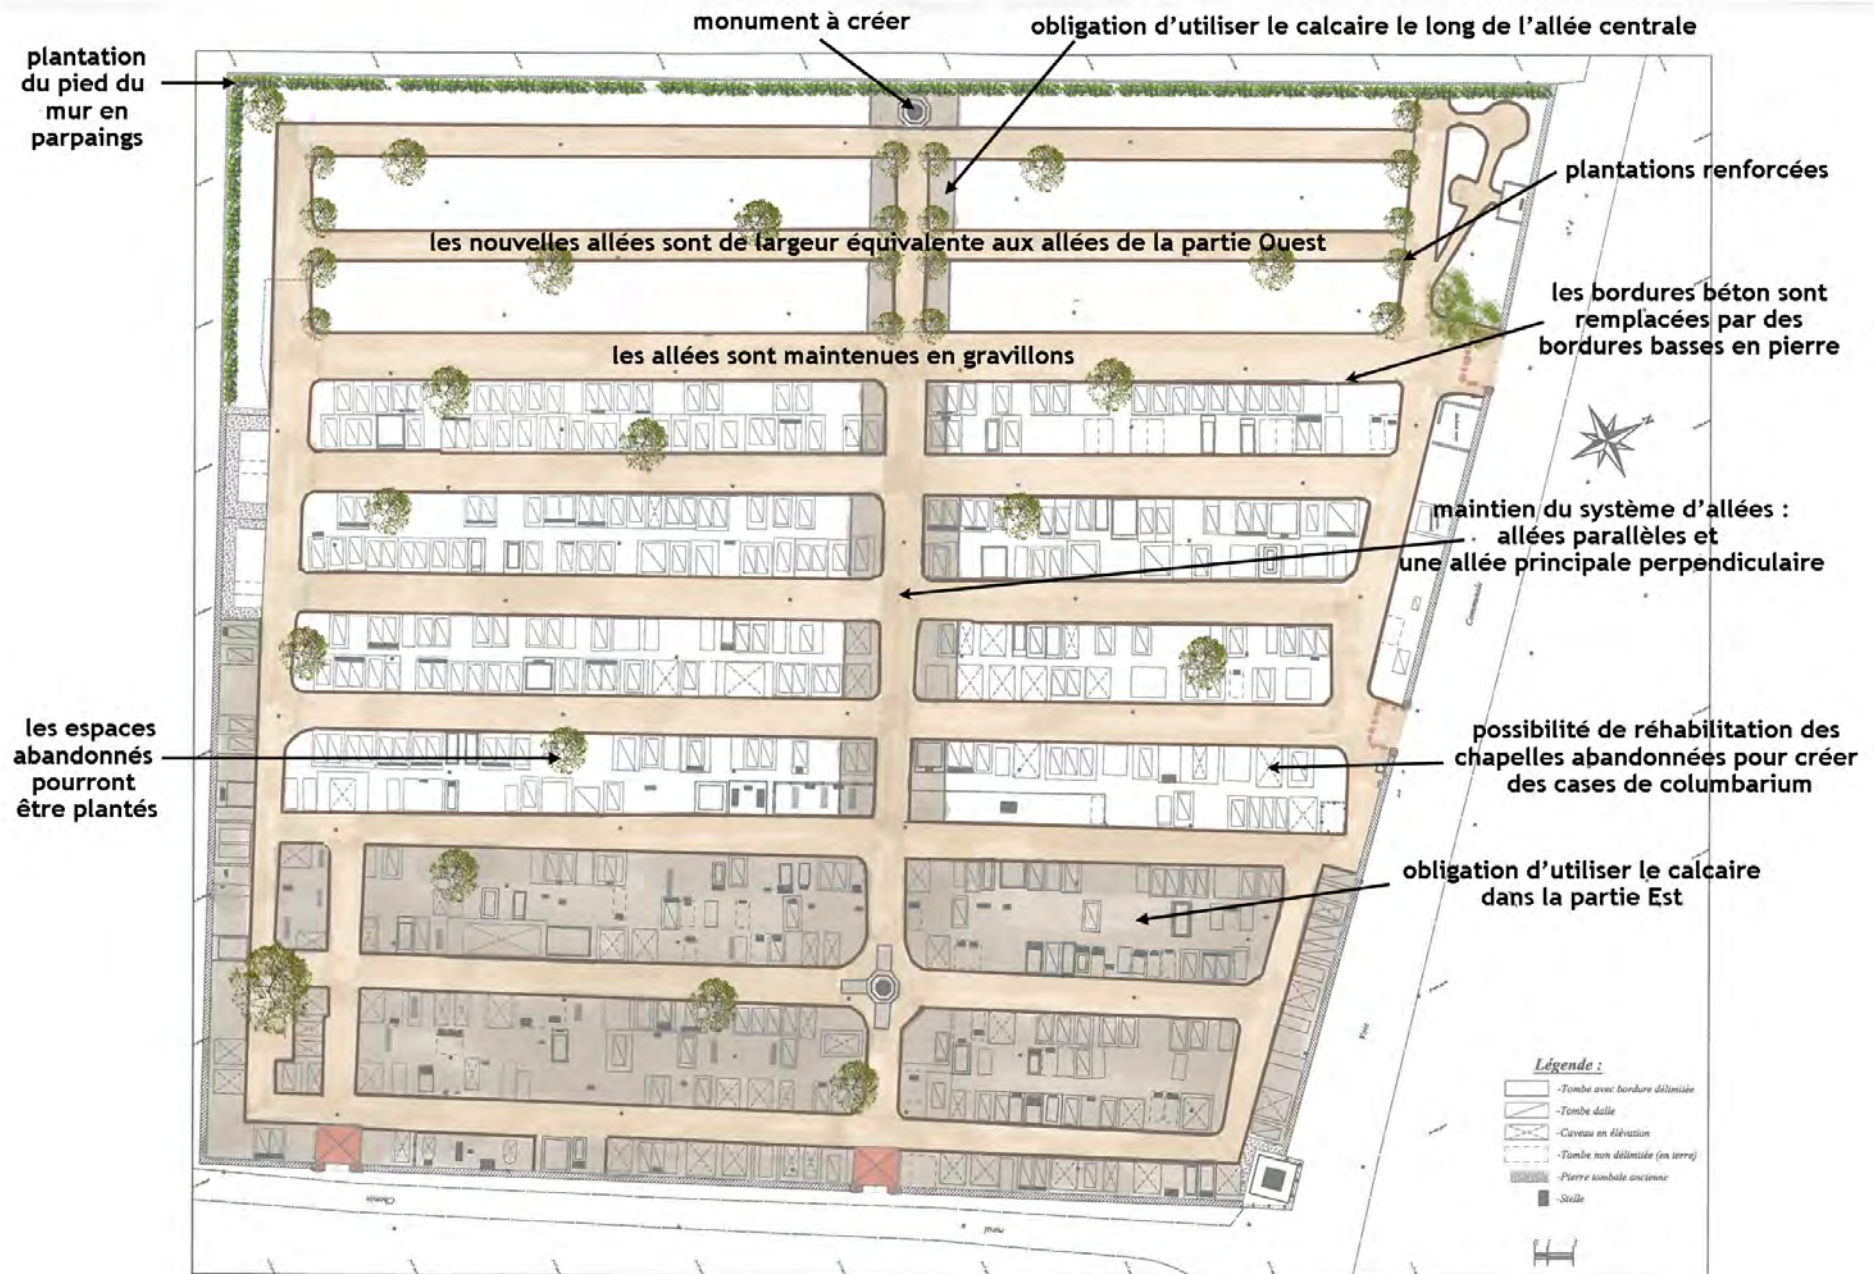 monument à créer
obligation d'utiliser le calcaire le long de l'allée centrale
plantation
du pied du
mur en
parpaings
plantations renforcées
les nouvelles allées sont de largeur équivalente aux allées de la partie Ouest
les bordures béton sont
remplacées par des
bordures basses en pierre
les allées sont maintenues en gravillons
N
maintien du système d'allées :
allées parallèles et
une allée principale perpendiculaire
Communale
les espaces
abandonnés
pourront
être plantés
possibilité de réhabilitation des
chapelles abandonnées pour créer
des cases de columbarium
obligation d'utiliser le calcaire
dans la partie Est
Voie
Légende :
-Tombe avec bordure délimitée
-Tombe dalle
-Caveau en élévation
-Tombe non délimitée (en terre)
-Pierre tombale ancienne
-Stelle
Chemin
rural